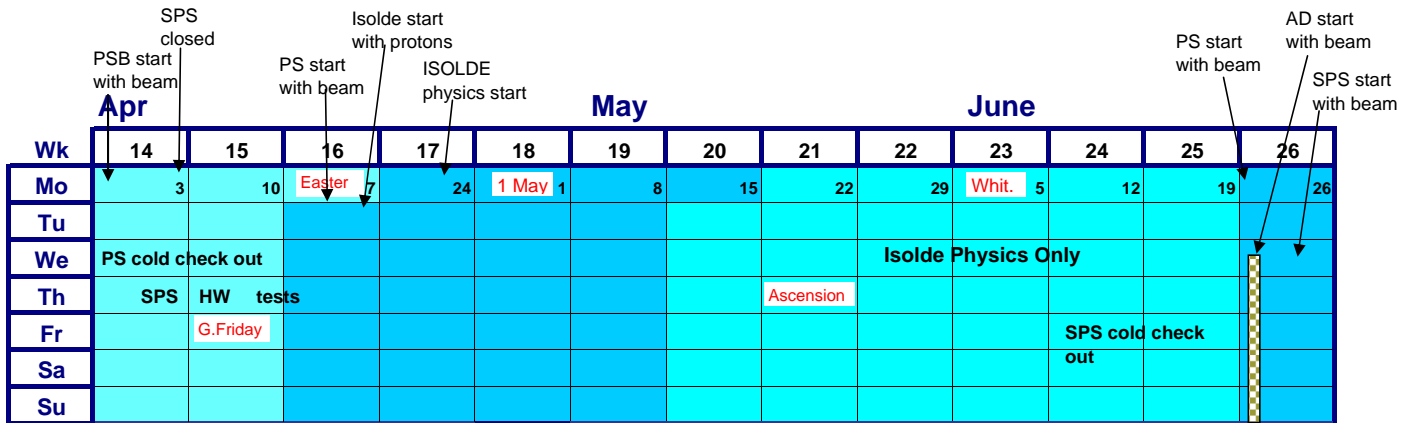 SPS
closed
Isolde start
with protons
AD start
with beam
PSB start
with beam
PS start
with beam
ISOLDE
physics start
PS start
with beam
SPS start
with beam
Apr May June
Wk 14 15 16 17 18 19 20 21 22 23 24 25 26
Mo 3 10 Easter 7 24 1 May 1 8 15 22 29 Whit. 5 12 19 26
Tu
We PS cold check out Isolde Physics Only
Th SPS HW tests Ascension
Fr G.Friday SPS cold check
out
Sa
Su